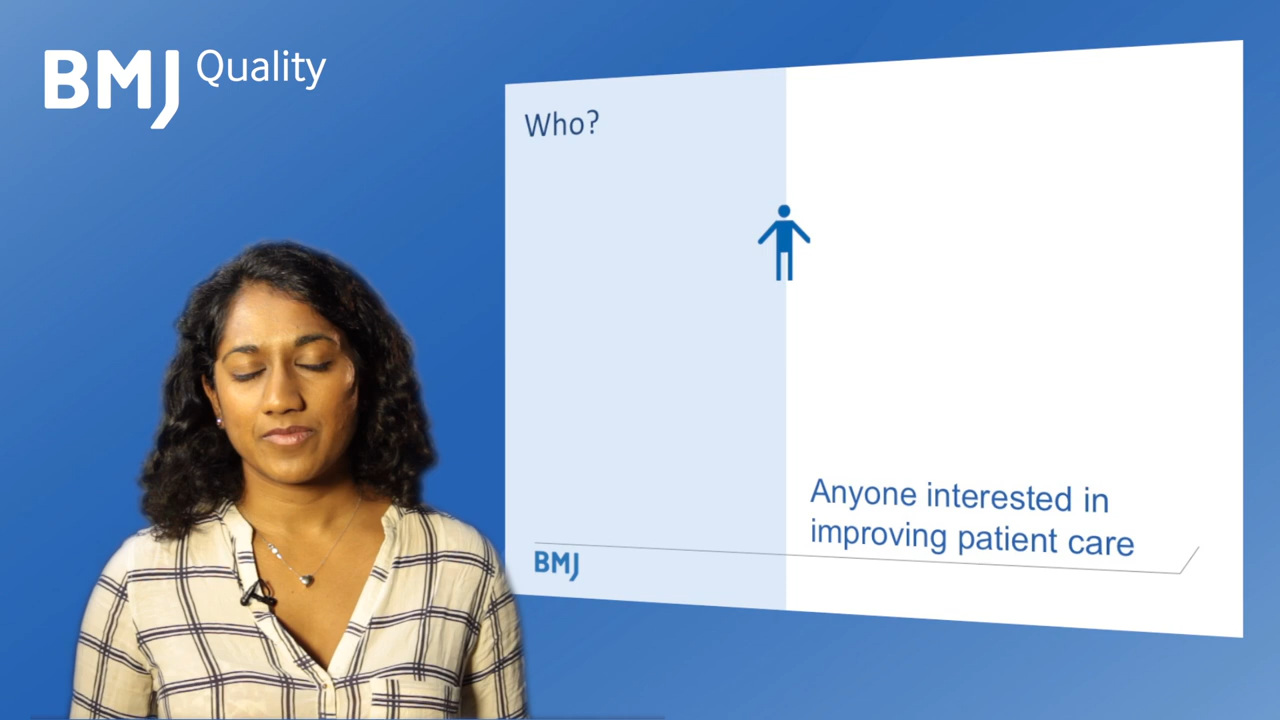 BMJ Quality
Who?
Anyone interested in
improving patient care
BMJ